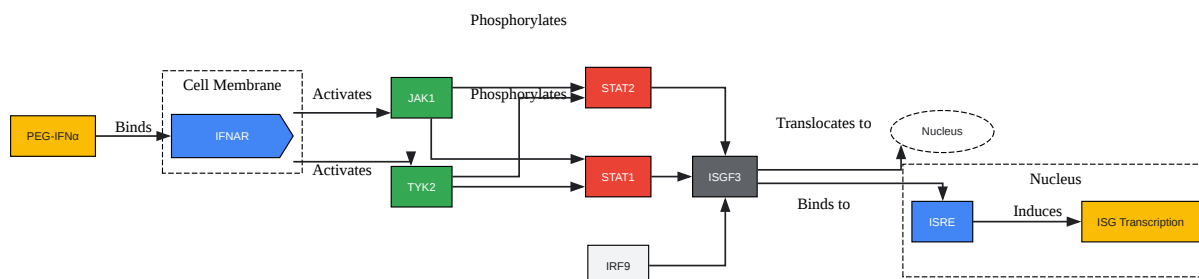 Phosphorylates
Cell Membrane
Activates
JAK1
Phosphorylates
STAT2
PEG-IFNα
Binds
IFNAR
Translocates to
Nucleus
Activates
TYK2
STAT1
ISGF3
Nucleus
Binds to
ISRE
Induces
ISG Transcription
IRF9